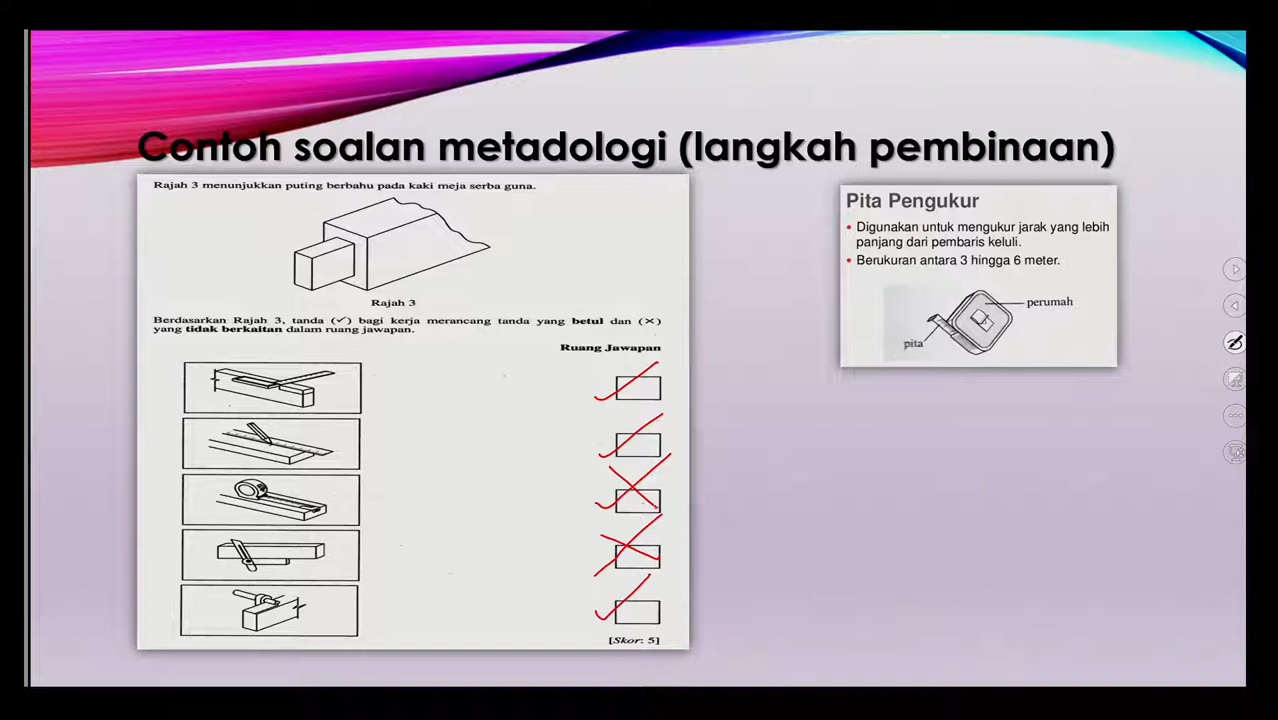 Contoh soalan metadologi (langkah pembinaan)
Rajah 3 menunjukkan puting berbahu pada kaki meja serba guna.
Rajah 3
Berdasarkan Rajah 3, tanda (✓) bagi kerja merancang tanda yang betul dan (✕)
yang tidak berkaitan dalam ruang jawapan.
Ruang Jawapan
[Skor: 5]
Pita Pengukur
• Digunakan untuk mengukur jarak yang lebih
panjang dari pembaris keluli.
• Berukuran antara 3 hingga 6 meter.
perumah
pita